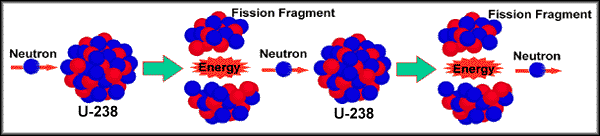 Fission Fragment
Fission Fragment
Neutron
Neutron
Neutron
Energy
Energy
U-238
U-238